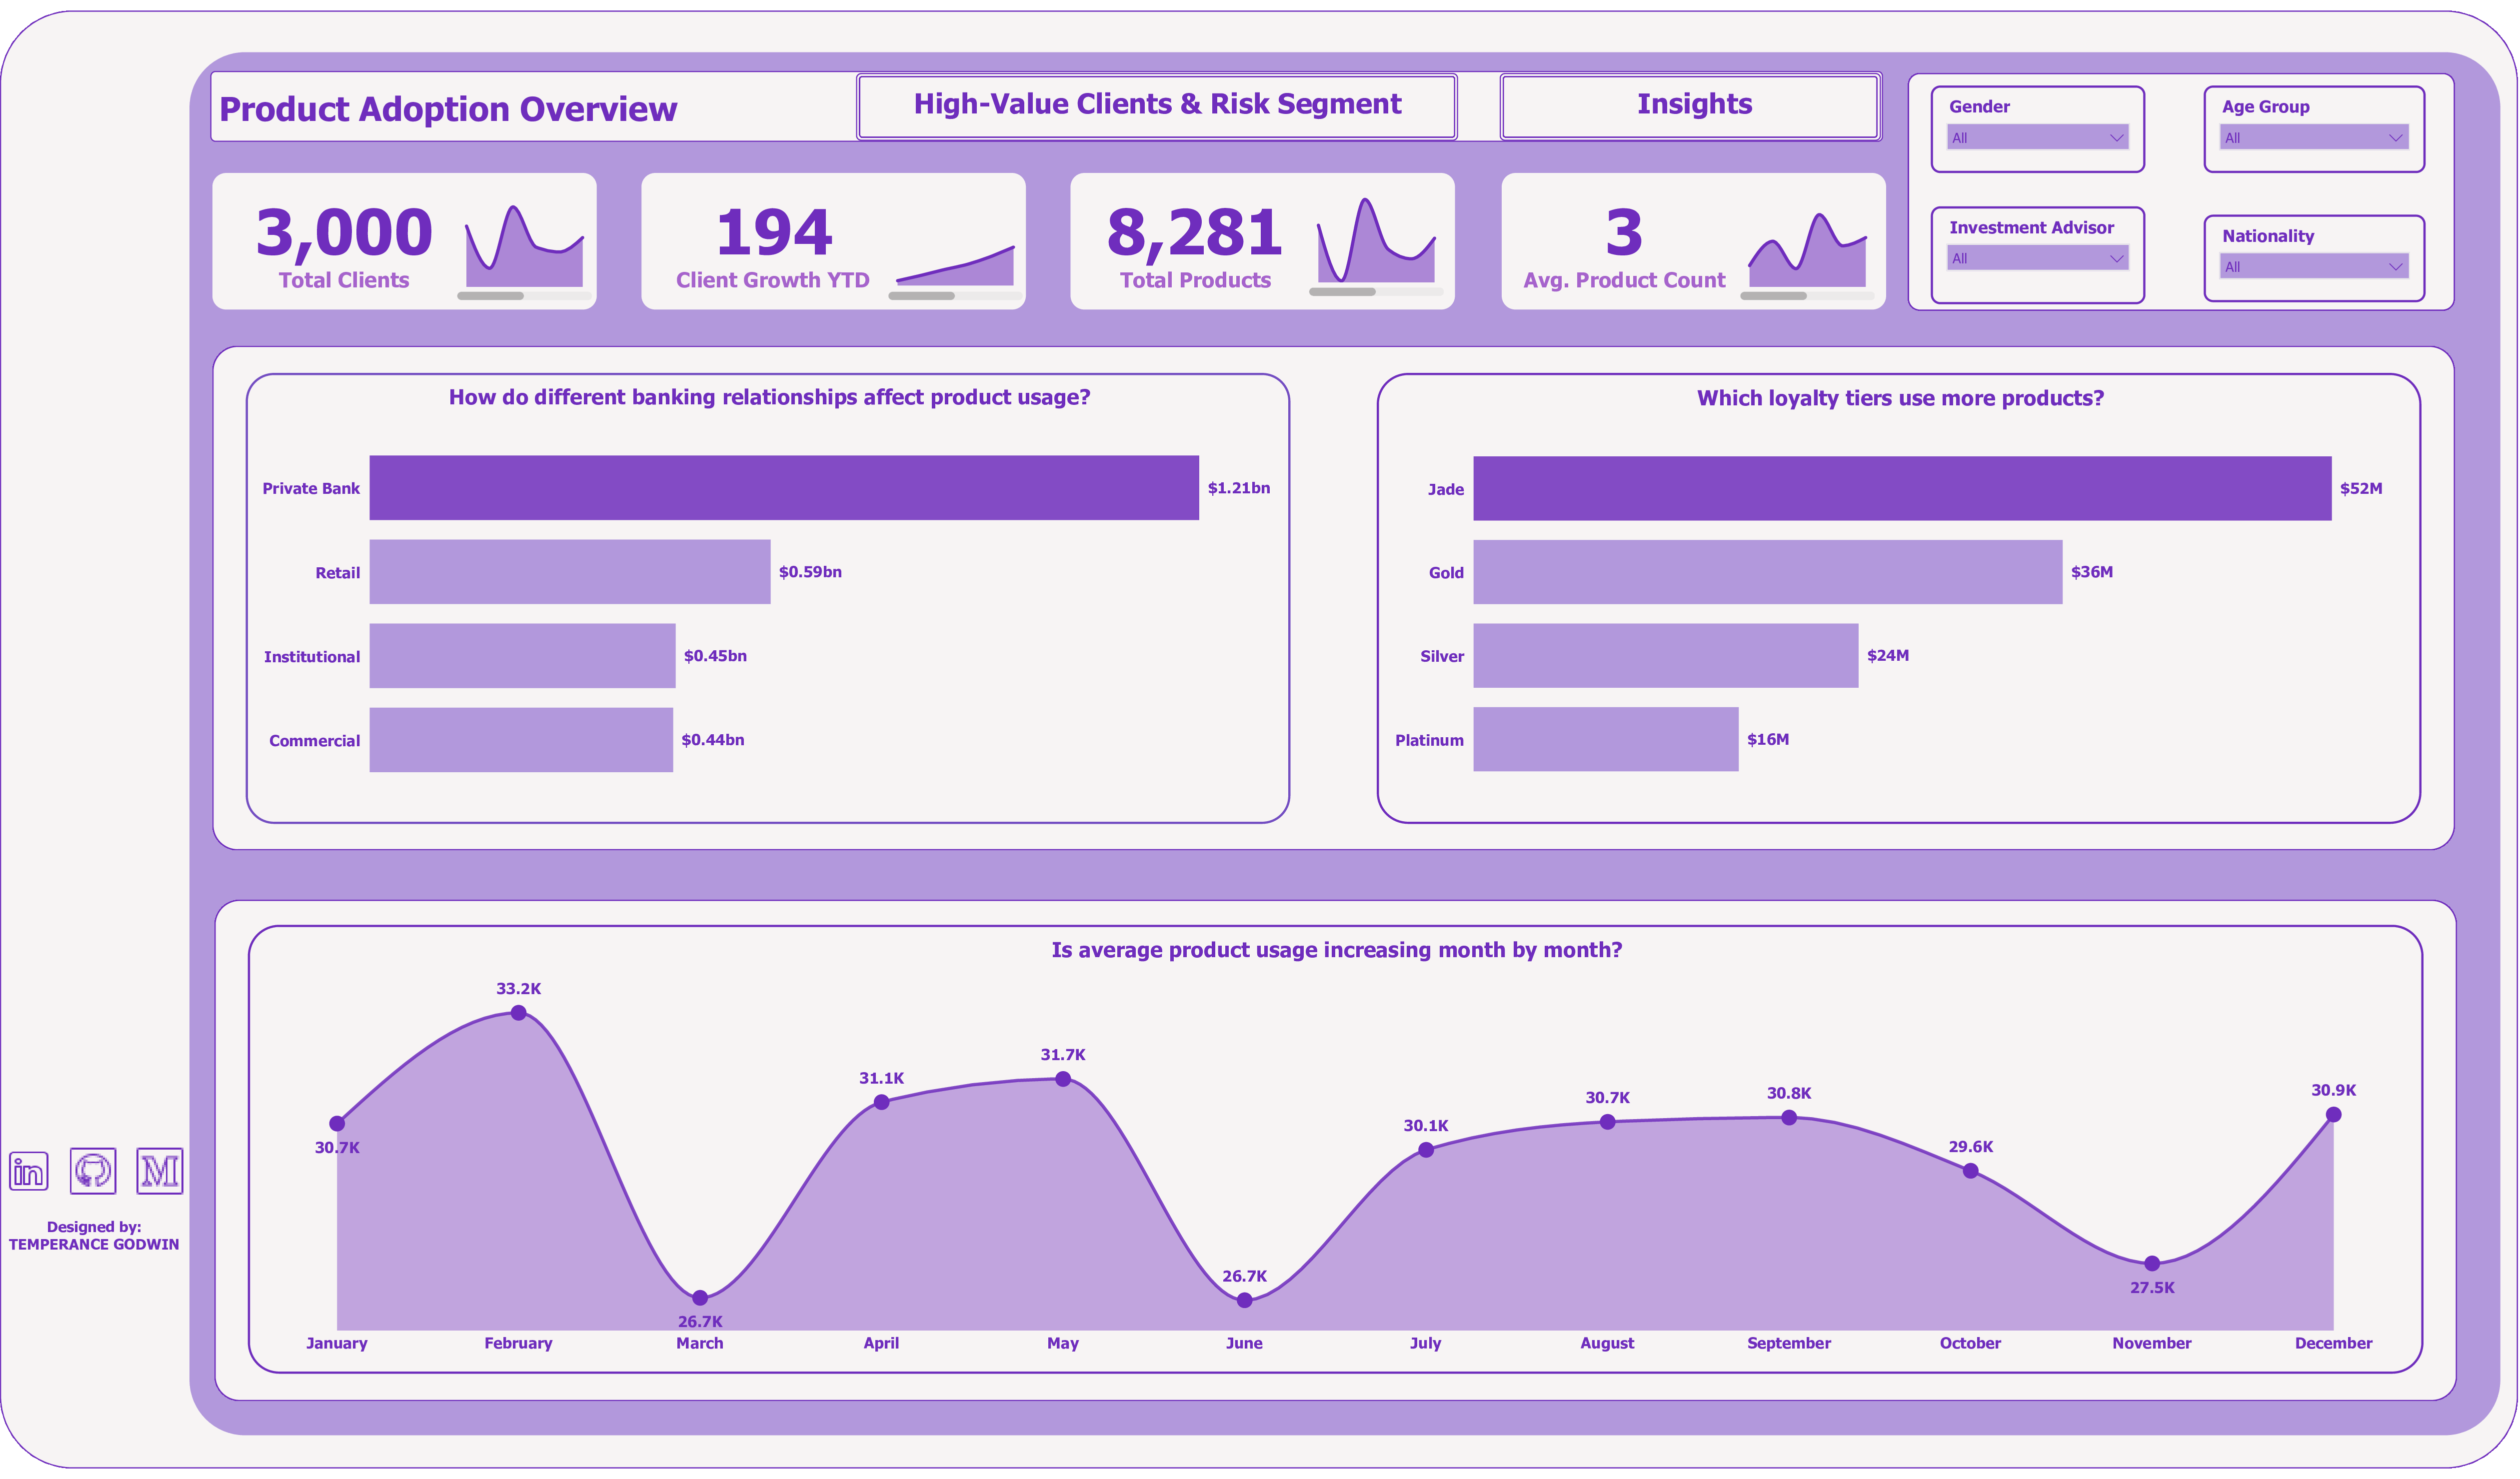 Product Adoption Overview
High-Value Clients & Risk Segment
Insights
Gender
All
Age Group
All
Investment Advisor
All
Nationality
All
3,000
Total Clients
194
Client Growth YTD
8,281
Total Products
3
Avg. Product Count
How do different banking relationships affect product usage?
Private Bank $1.21bn
Retail $0.59bn
Institutional $0.45bn
Commercial $0.44bn
Which loyalty tiers use more products?
Jade $52M
Gold $36M
Silver $24M
Platinum $16M
Is average product usage increasing month by month?
30.7K
33.2K
26.7K
31.1K
31.7K
26.7K
30.1K
30.7K
30.8K
29.6K
27.5K
30.9K
January February March April May June July August September October November December
in
M
Designed by:
TEMPERANCE GODWIN